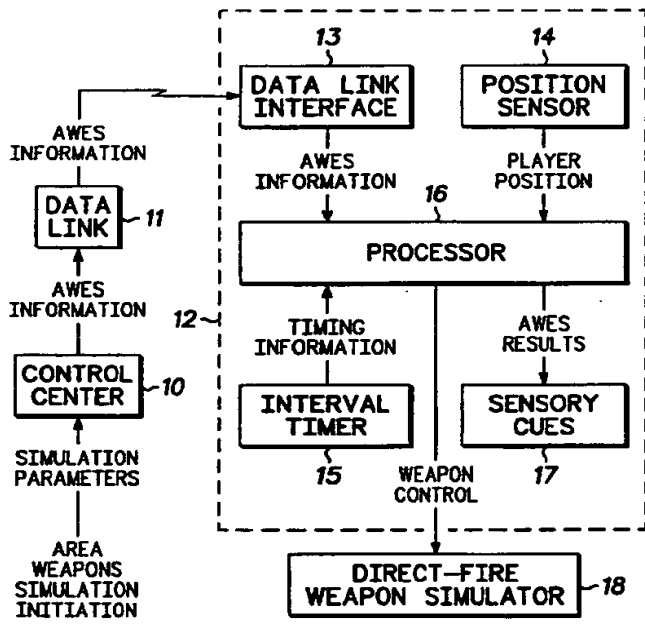 13
14
DATA LINK
INTERFACE
POSITION
SENSOR
AWES
INFORMATION
AWES
INFORMATION
PLAYER
POSITION
DATA
LINK
11
16
PROCESSOR
AWES
INFORMATION
12
TIMING
INFORMATION
AWES
RESULTS
CONTROL
CENTER
10
INTERVAL
TIMER
SENSORY
CUES
15
17
SIMULATION
PARAMETERS
WEAPON
CONTROL
AREA
WEAPONS
SIMULATION
INITIATION
DIRECT-FIRE
WEAPON SIMULATOR
18